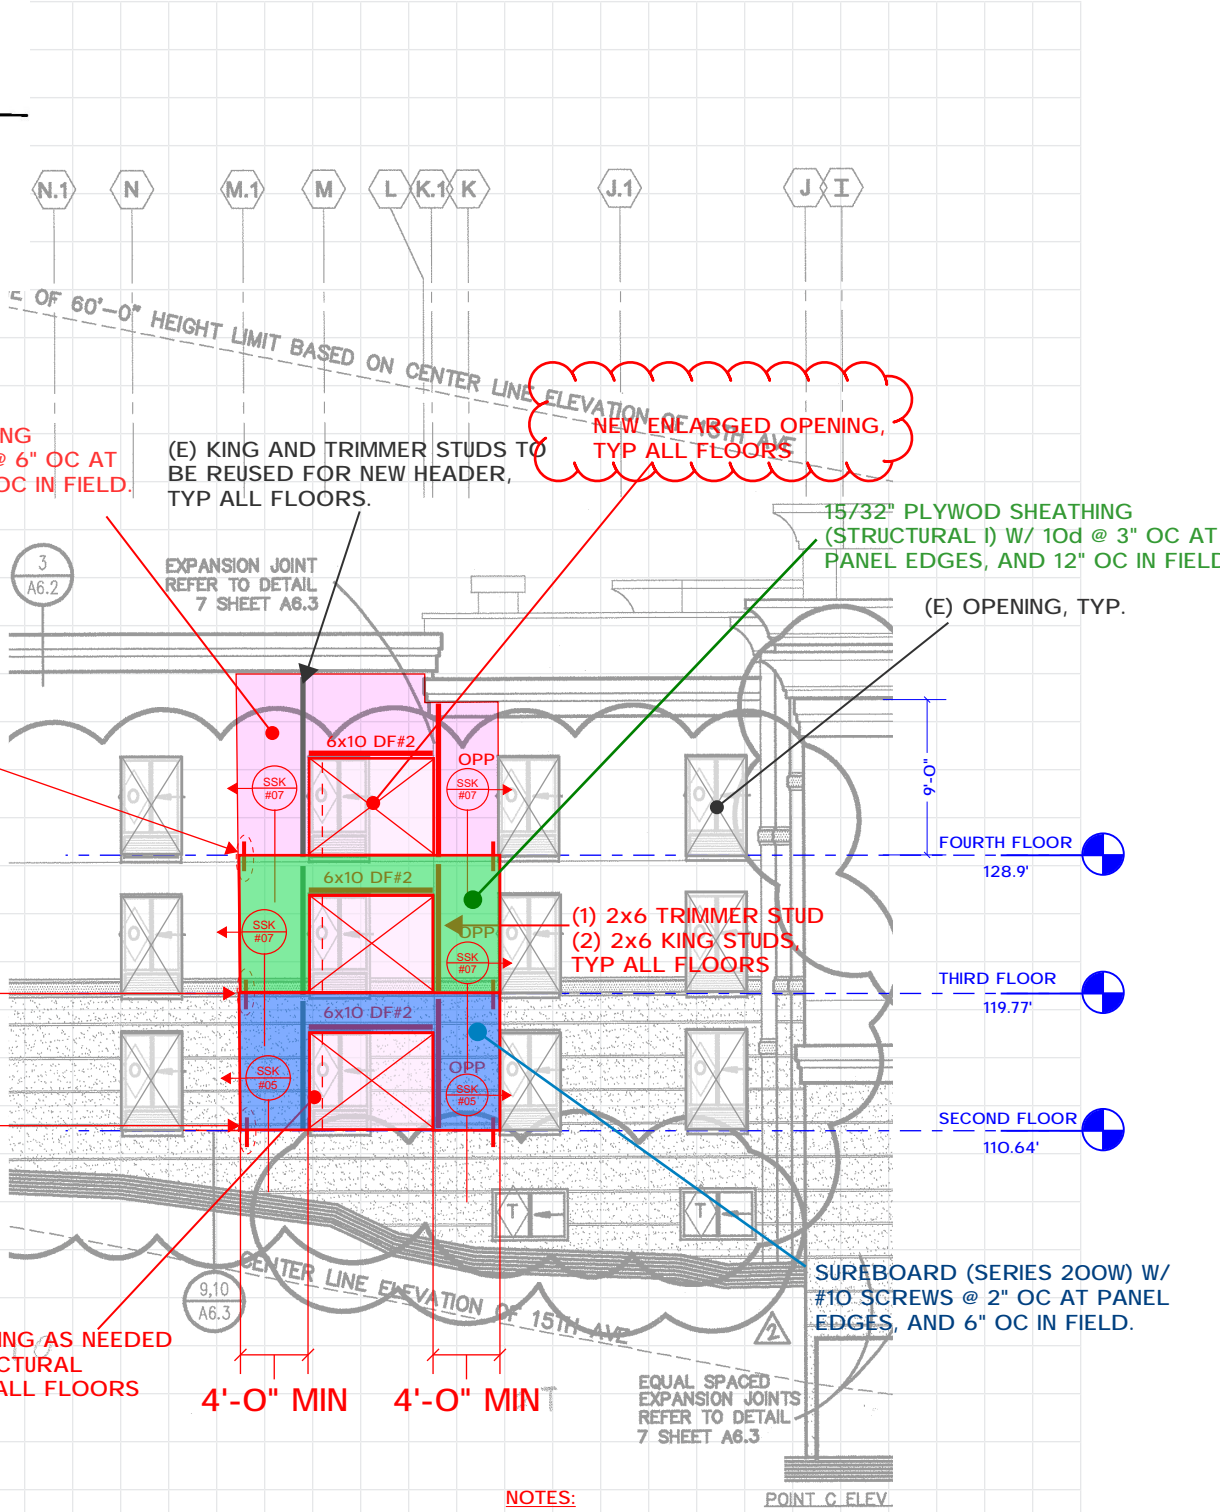 N.1 N M.1 M L K.1 K J.1 J I
E OF 60'-0" HEIGHT LIMIT BASED ON CENTER LINE ELEVATION OF 15TH AVE
NEW ENLARGED OPENING,
TYP ALL FLOORS
NG
@ 6" OC AT
OC IN FIELD.
(E) KING AND TRIMMER STUDS TO
BE REUSED FOR NEW HEADER,
TYP ALL FLOORS.
15/32" PLYWOD SHEATHING
(STRUCTURAL I) W/ 10d @ 3" OC AT
PANEL EDGES, AND 12" OC IN FIELD
3
A6.2
EXPANSION JOINT
REFER TO DETAIL
7 SHEET A6.3
(E) OPENING, TYP.
6x10 DF#2
OPP
SSK
#07
SSK
#07
9'-0"
FOURTH FLOOR
128.9'
6x10 DF#2
(1) 2x6 TRIMMER STUD
(2) 2x6 KING STUDS,
TYP ALL FLOORS
OPP
SSK
#07
SSK
#07
THIRD FLOOR
119.77'
6x10 DF#2
OPP
SSK
#05
SSK
#05
SECOND FLOOR
110.64'
T
T
CENTER LINE ELEVATION OF 15TH AVE
9,10
A6.3
SUREBOARD (SERIES 200W) W/
#10 SCREWS @ 2" OC AT PANEL
EDGES, AND 6" OC IN FIELD.
2
ING AS NEEDED
CTURAL
ALL FLOORS
4'-0" MIN
4'-0" MIN
EQUAL SPACED
EXPANSION JOINTS
REFER TO DETAIL
7 SHEET A6.3
NOTES:
POINT C ELEV